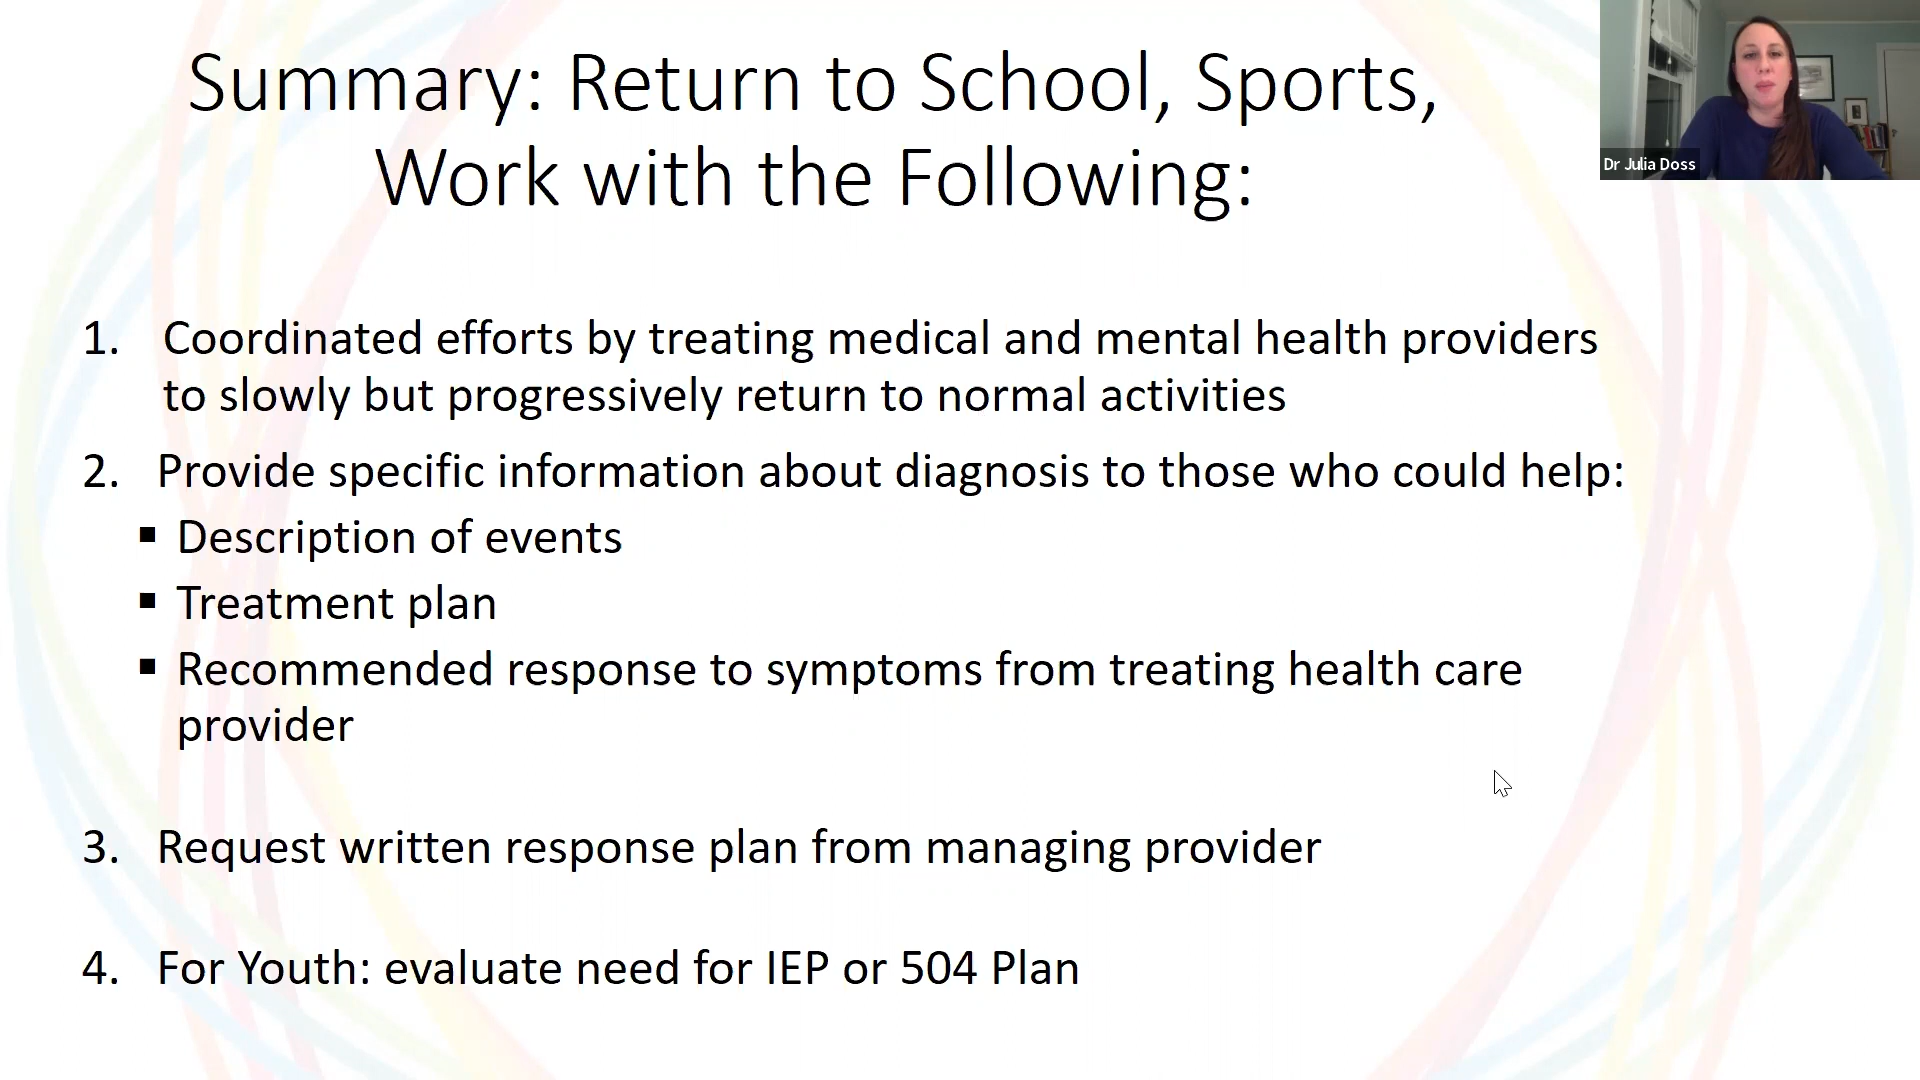 Summary: Return to School, Sports,
Work with the Following:
Dr Julia Doss
1. Coordinated efforts by treating medical and mental health providers
to slowly but progressively return to normal activities
2. Provide specific information about diagnosis to those who could help:
▪ Description of events
▪ Treatment plan
▪ Recommended response to symptoms from treating health care
provider
3. Request written response plan from managing provider
4. For Youth: evaluate need for IEP or 504 Plan